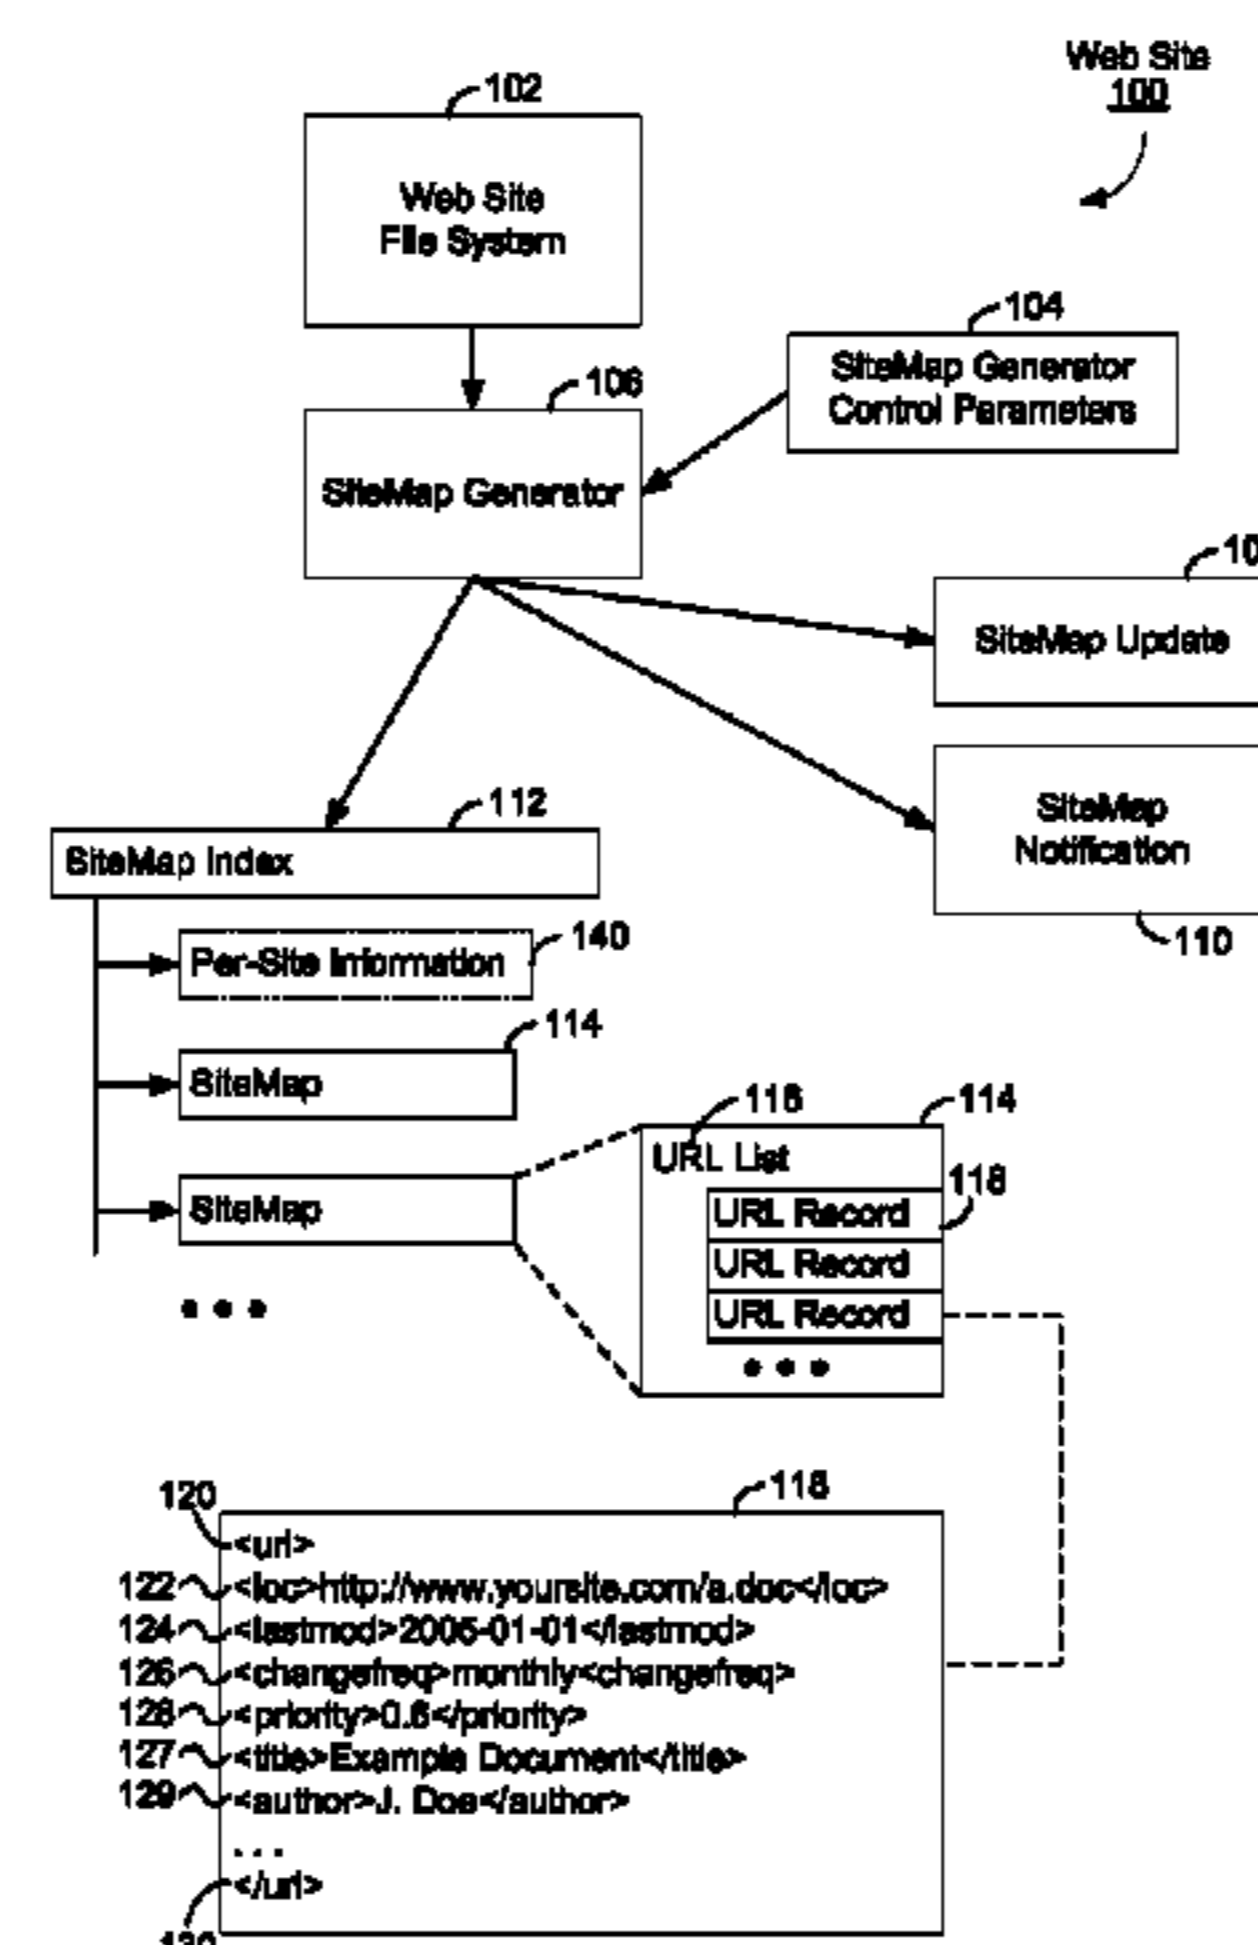 Web Site
100
102
Web Site
File System
104
SiteMap Generator
Control Parameters
106
SiteMap Generator
SiteMap Update
SiteMap
Notification
110
112
SiteMap Index
140
Per-Site Information
114
SiteMap
SiteMap
116
114
URL List
118
URL Record
URL Record
URL Record
118
120
<url>
122 <loc>http://www.yoursite.com/a.doc</loc>
124 <lastmod>2005-01-01</lastmod>
126 <changefreq>monthly<changefreq>
128 <priority>0.6</priority>
127 <title>Example Document</title>
129 <author>J. Doe</author>
. . .
</url>
130